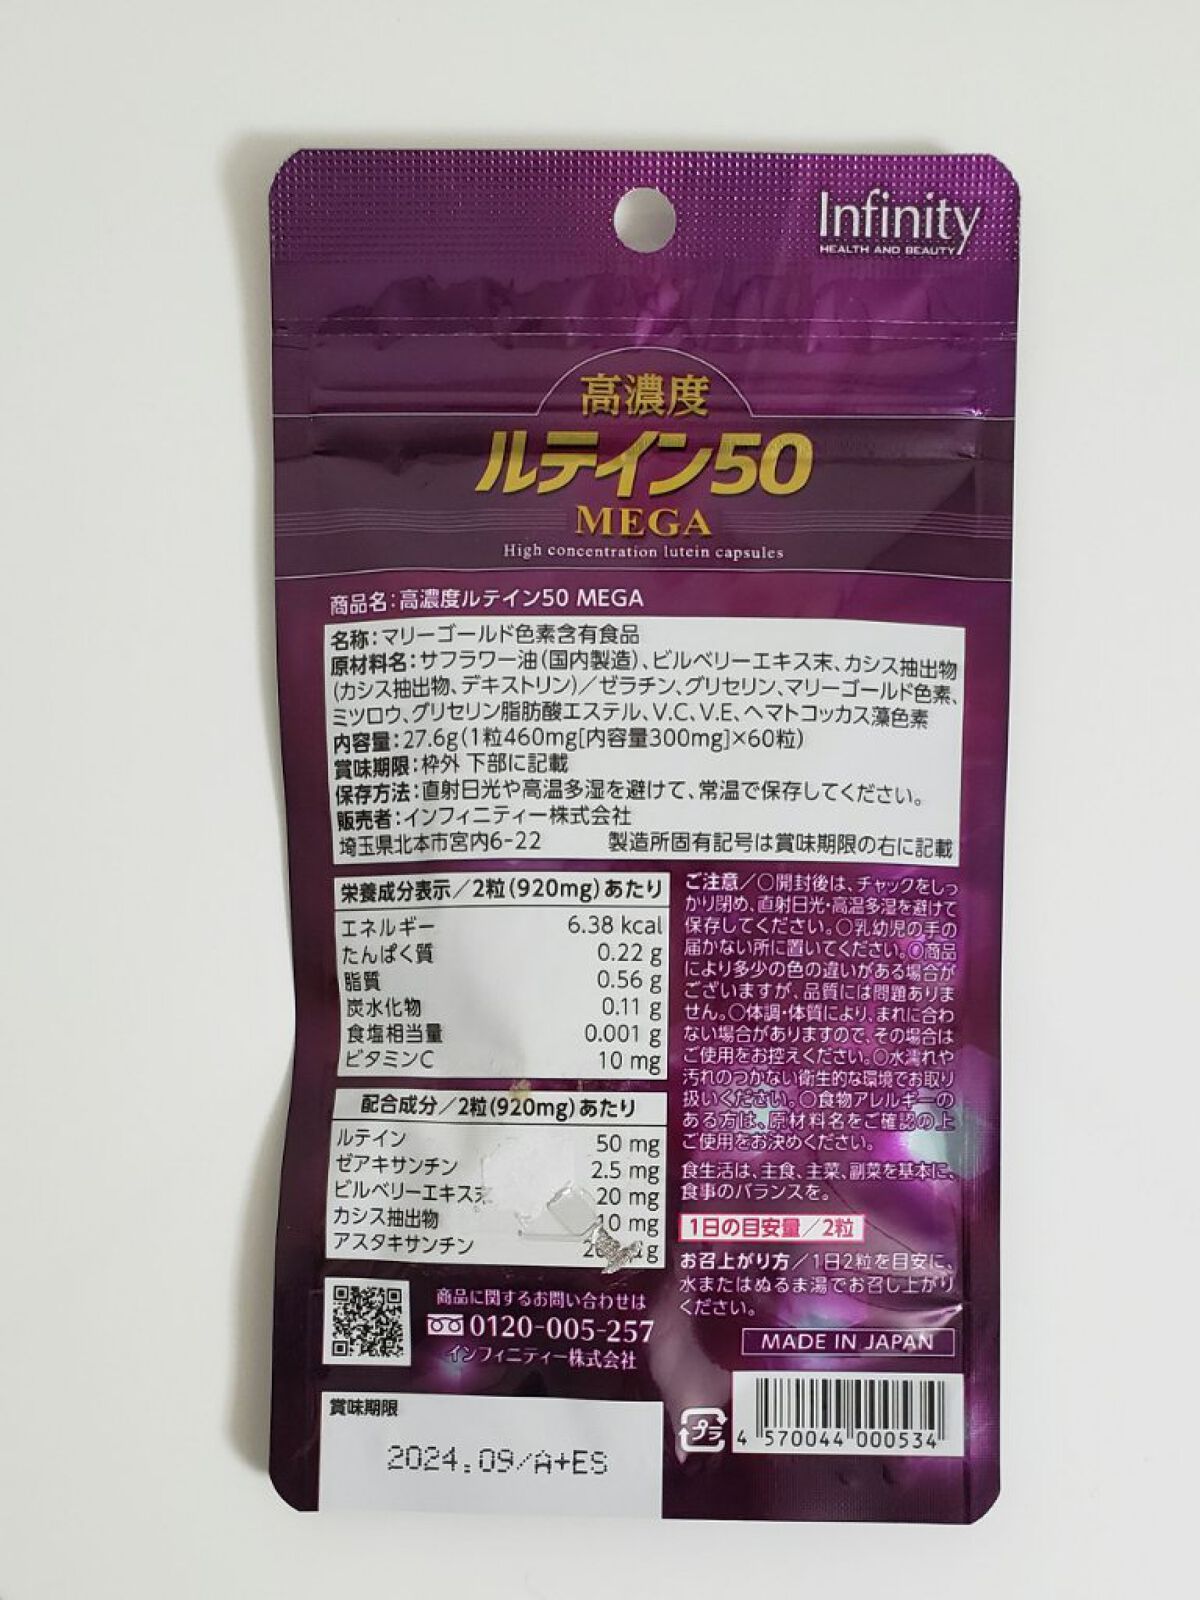 Infinity
HEALTH AND BEAUTY
高濃度
ルテイン50
MEGA
High concentration lutein capsules
商品名:高濃度ルテイン50 MEGA
名称:マリーゴールド色素含有食品
原材料名:サフラワー油(国内製造)、ビルベリーエキス末、カシス抽出物
(カシス抽出物、デキストリン)/ゼラチン、グリセリン、マリーゴールド色素、
ミツロウ、グリセリン脂肪酸エステル、V.C、V.E、ヘマトコッカス藻色素
内容量:27.6g(1粒460mg[内容量300mg]×60粒)
賞味期限:枠外 下部に記載
保存方法:直射日光や高温多湿を避けて、常温で保存してください。
販売者:インフィニティー株式会社
埼玉県北本市宮内6-22 製造所固有記号は賞味期限の右に記載
栄養成分表示/2粒(920mg)あたり
エネルギー 6.38 kcal
たんぱく質 0.22 g
脂質 0.56 g
炭水化物 0.11 g
食塩相当量 0.001 g
ビタミンC 10 mg
配合成分/2粒(920mg)あたり
ルテイン 50 mg
ゼアキサンチン 2.5 mg
ビルベリーエキス末 20 mg
カシス抽出物 10 mg
アスタキサンチン
ご注意/○開封後は、チャックをしっ
かり閉め、直射日光・高温多湿を避けて
保存してください。○乳幼児の手の
届かない所に置いてください。○商品
により多少の色の違いがある場合が
ございますが、品質には問題ありま
せん。○体調・体質により、まれに合わ
ない場合がありますので、その場合は
ご使用をお控えください。○水濡れや
汚れのつかない衛生的な環境でお取り
扱いください。○食物アレルギーの
ある方は、原材料名をご確認の上
ご使用をお決めください。
食生活は、主食、主菜、副菜を基本に、
食事のバランスを。
1日の目安量/2粒
お召上がり方/1日2粒を目安に、
水またはぬるま湯でお召し上がり
ください。
MADE IN JAPAN
商品に関するお問い合わせは
0120-005-257
インフィニティー株式会社
賞味期限
2024.09/A+ES
プラ
4 570044 000534